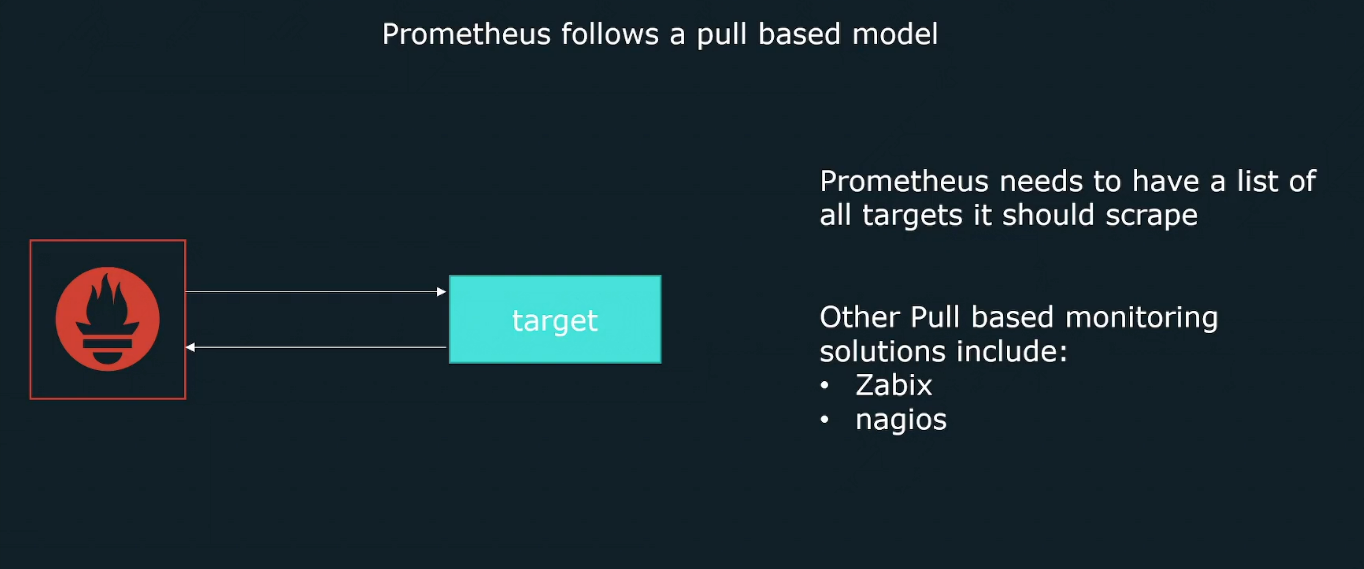 Prometheus follows a pull based model
Prometheus needs to have a list of
all targets it should scrape
target
Other Pull based monitoring
solutions include:
• Zabix
• nagios